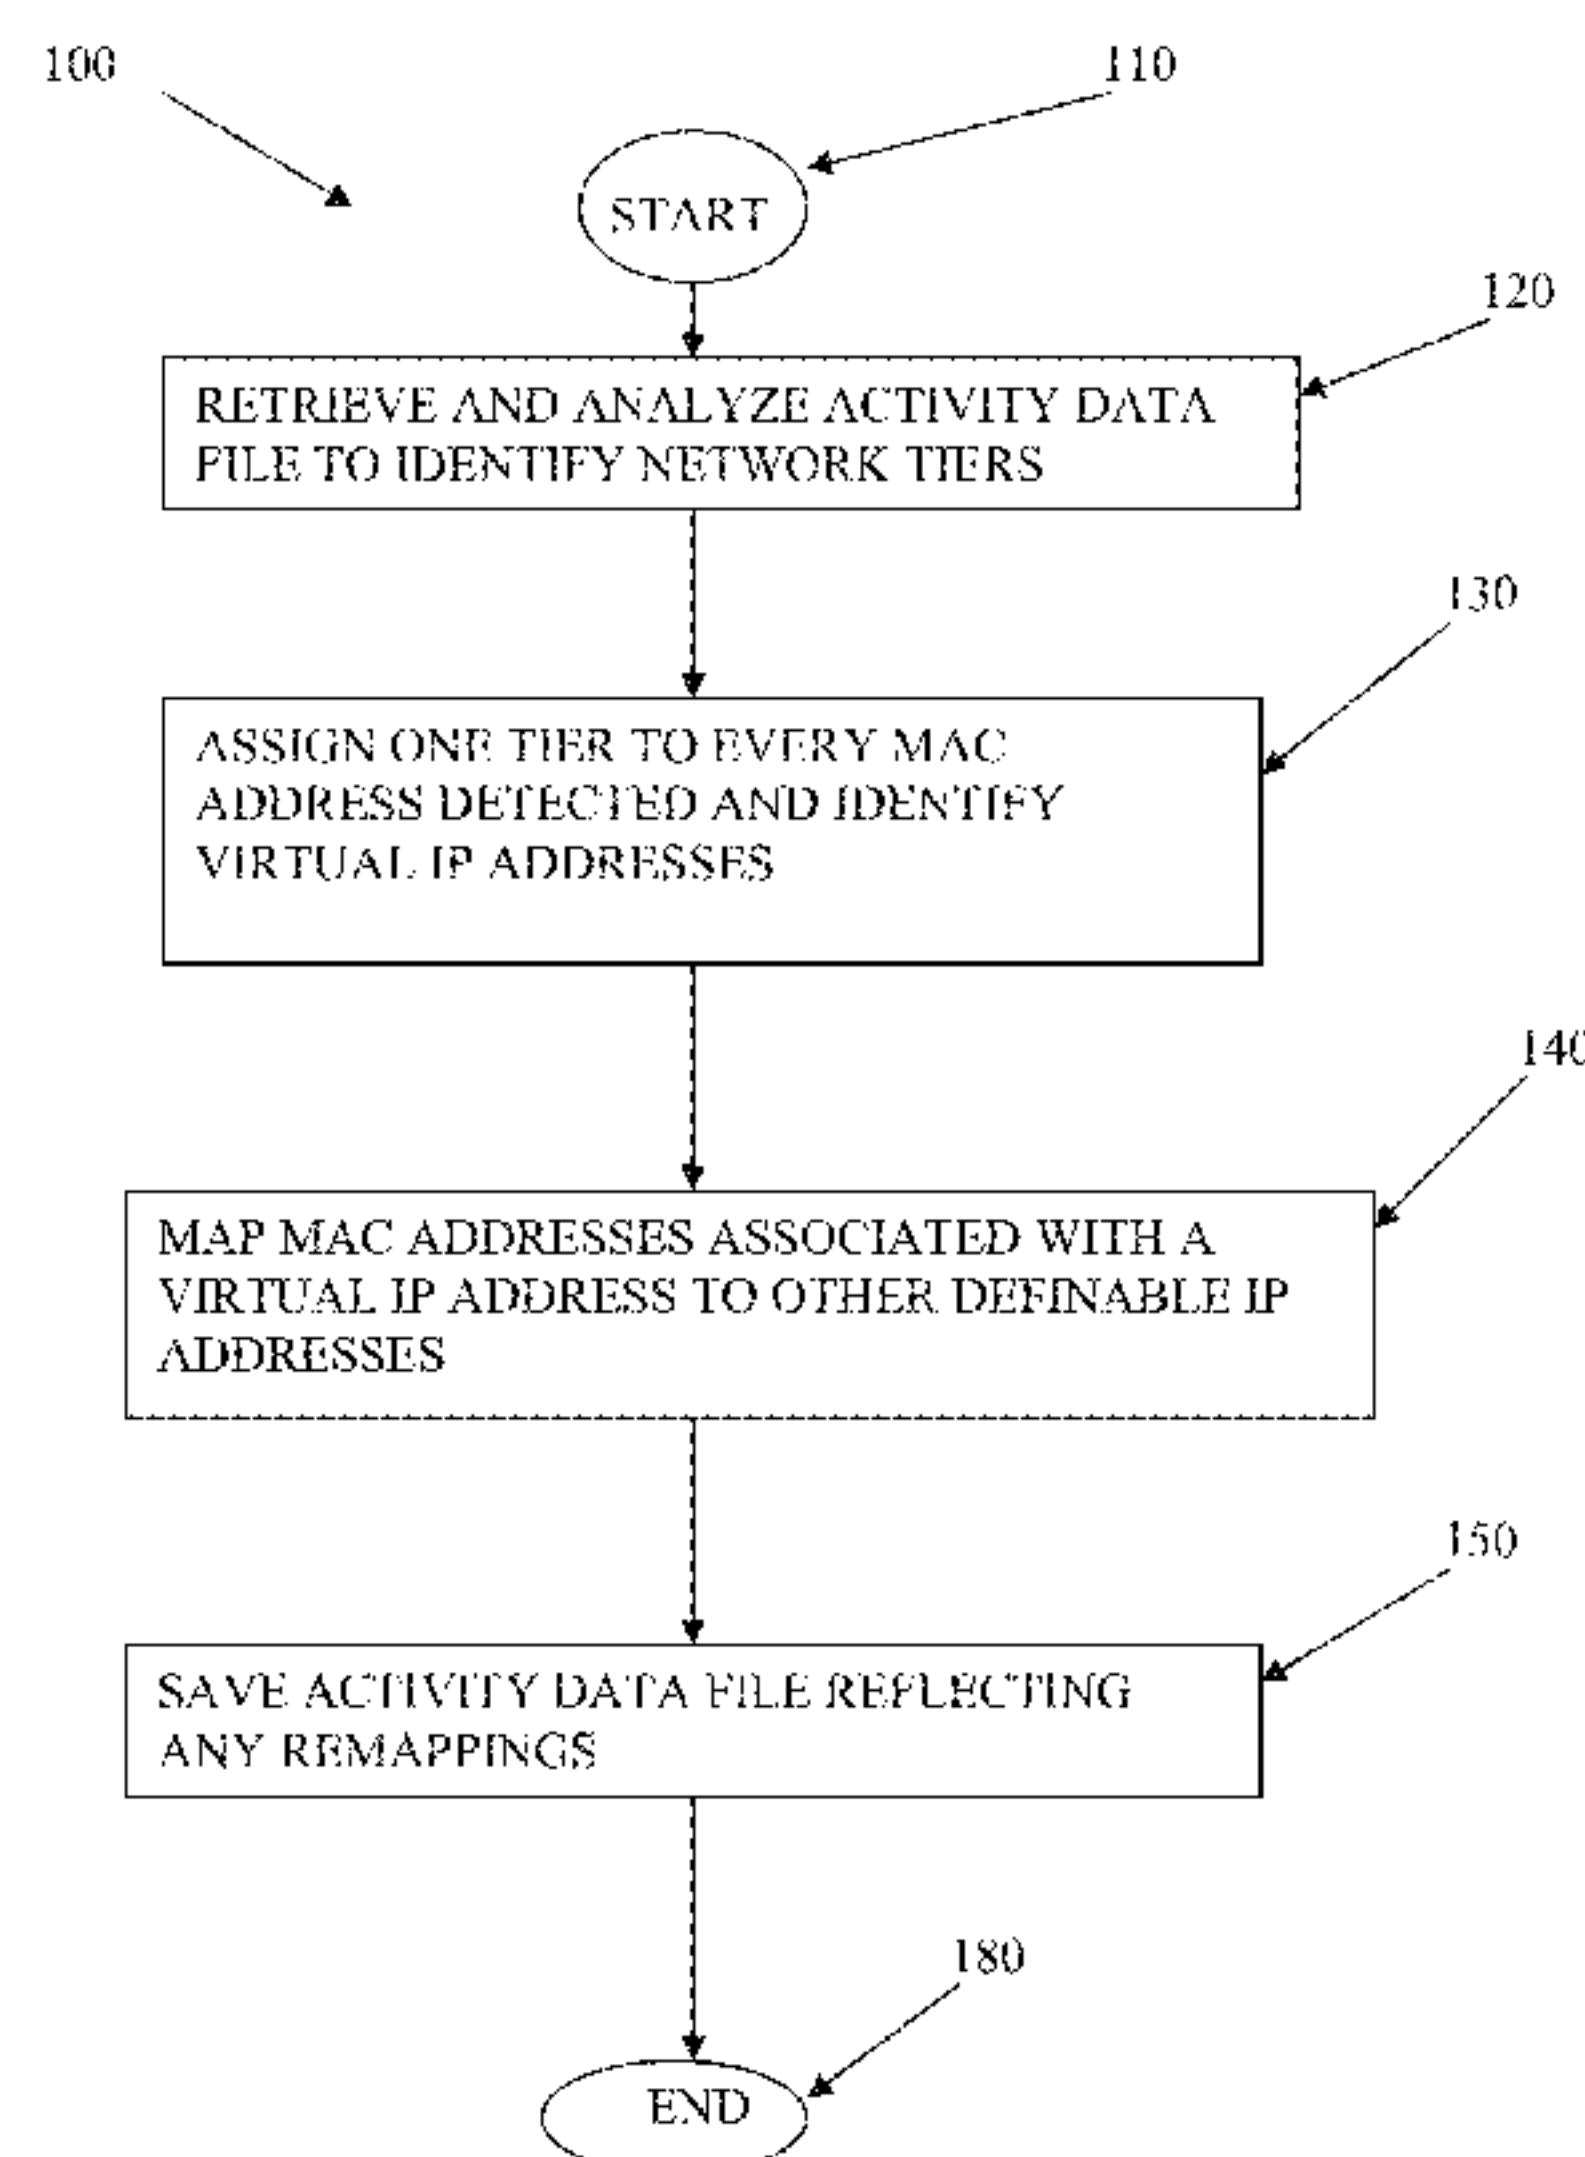 100
110
START
120
RETRIEVE AND ANALYZE ACTIVITY DATA
FILE TO IDENTIFY NETWORK TIERS
130
ASSIGN ONE TIER TO EVERY MAC
ADDRESS DETECTED AND IDENTIFY
VIRTUAL IP ADDRESSES
140
MAP MAC ADDRESSES ASSOCIATED WITH A
VIRTUAL IP ADDRESS TO OTHER DEFINABLE IP
ADDRESSES
150
SAVE ACTIVITY DATA FILE REFLECTING
ANY REMAPPINGS
180
END